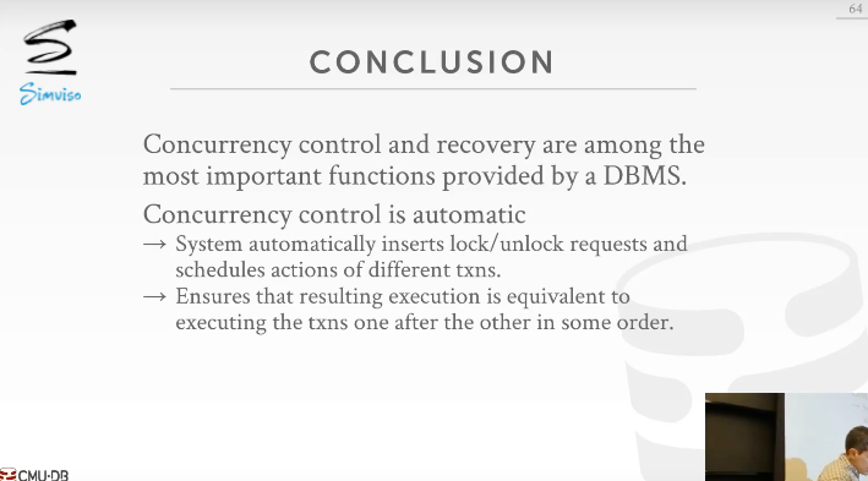 64
Simviso
CONCLUSION
Concurrency control and recovery are among the
most important functions provided by a DBMS.
Concurrency control is automatic
→ System automatically inserts lock/unlock requests and
schedules actions of different txns.
→ Ensures that resulting execution is equivalent to
executing the txns one after the other in some order.
CMU·DB